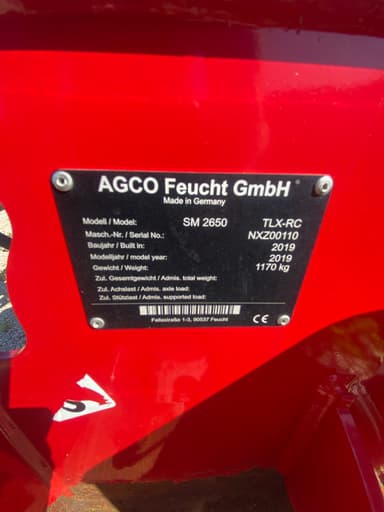 AGCO Feucht GmbH
Made in Germany
Modell / Model: SM 2650 TLX-RC
Masch.-Nr. / Serial No.: NXZ00110
Baujahr / Built in: 2019
Modelljahr / model year: 2019
Gewicht / Weight: 1170 kg
Zul. Gesamtgewicht / Admis. total weight:
Zul. Achslast / Admis. axle load:
Zul. Stützlast / Admis. supported load:
Fallastraße 1-3, 90537 Feucht CE